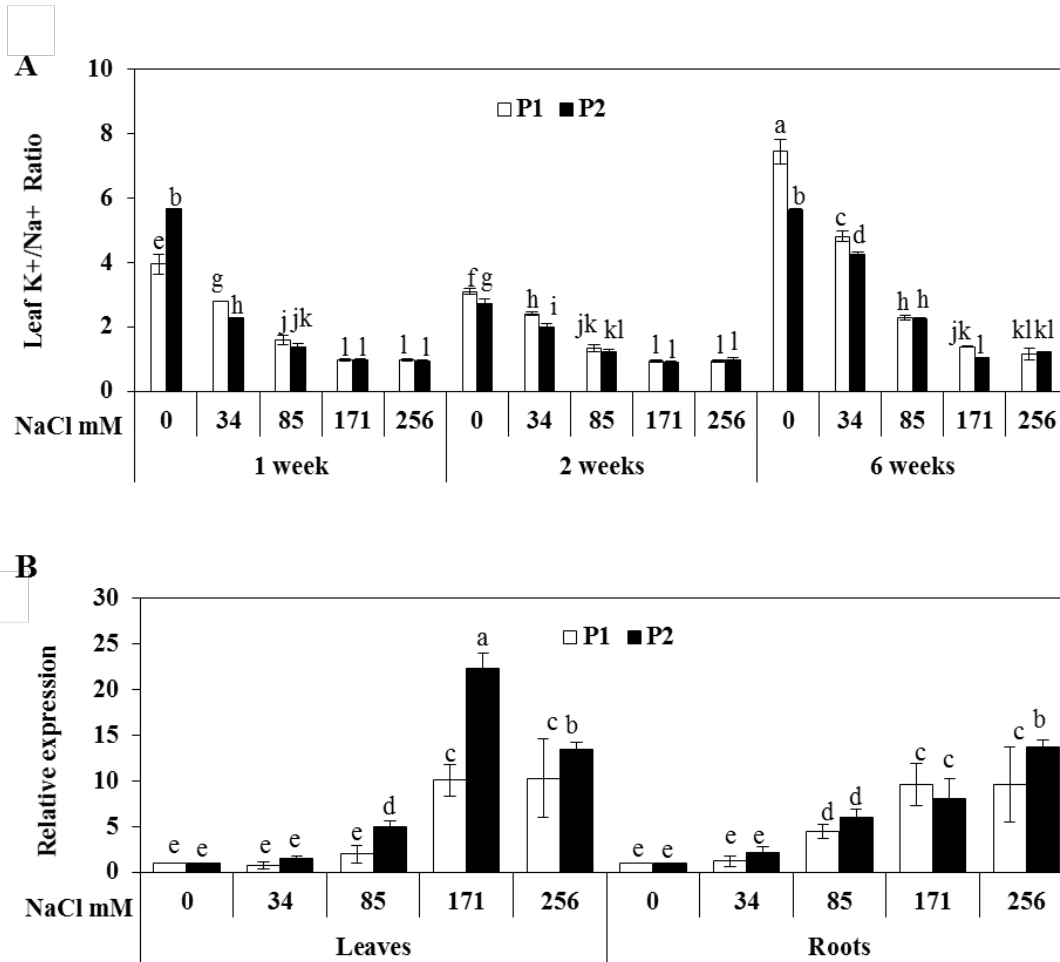 A
10
8
6
4
2
0
Leaf K+/Na+ Ratio
P1 P2
e b g h j jk l l l l f g h i jk kl l l l l a b c d h h jk l kl kl
NaCl mM 0 34 85 171 256 0 34 85 171 256 0 34 85 171 256
1 week 2 weeks 6 weeks
B
30
25
20
15
10
5
0
Relative expression
P1 P2
e e e e e d c a c b e e e e d d c c c b
NaCl mM 0 34 85 171 256 0 34 85 171 256
Leaves Roots